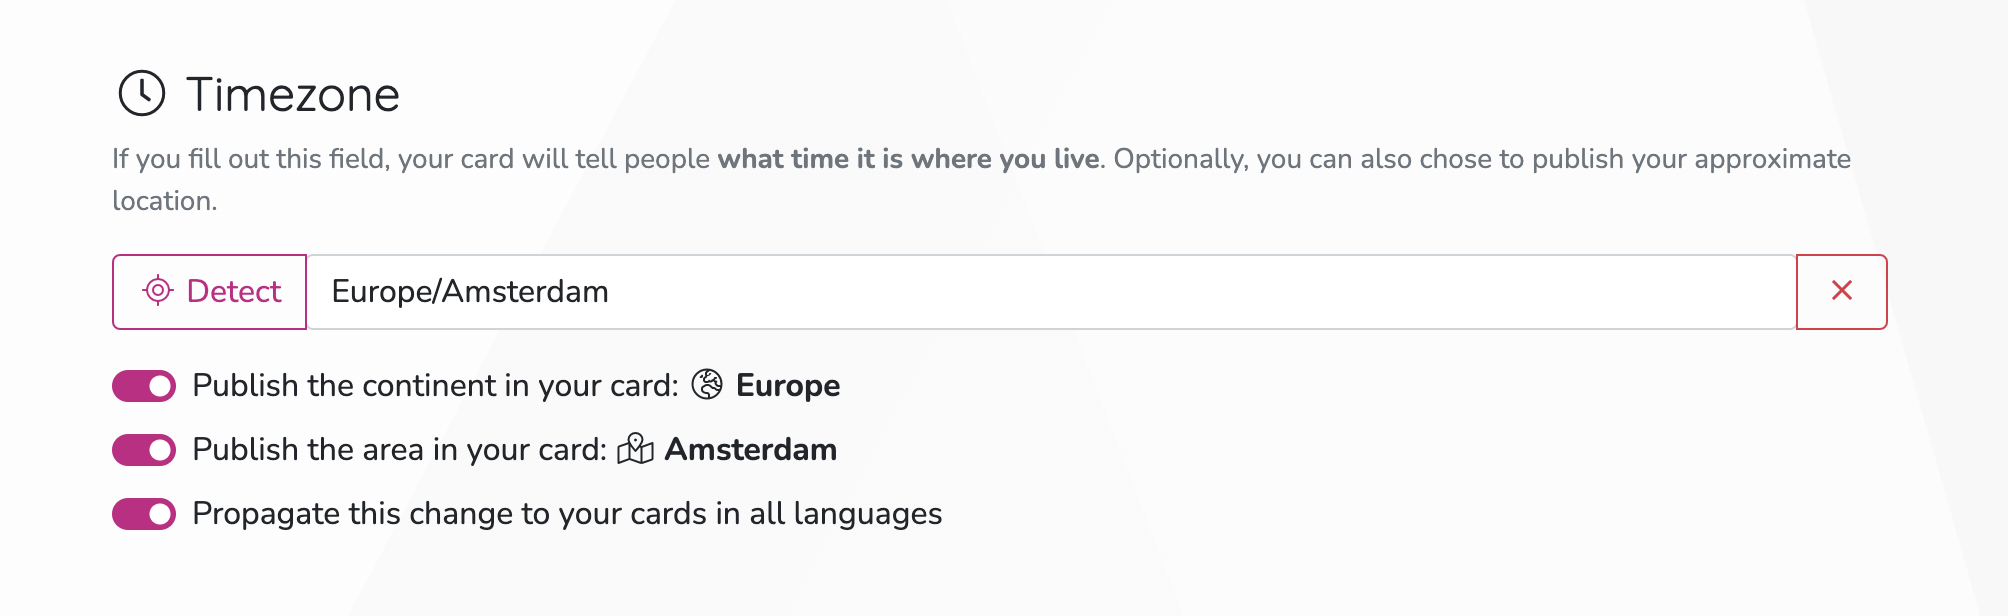 Timezone
If you fill out this field, your card will tell people what time it is where you live. Optionally, you can also chose to publish your approximate
location.
Detect Europe/Amsterdam
Publish the continent in your card: Europe
Publish the area in your card: Amsterdam
Propagate this change to your cards in all languages